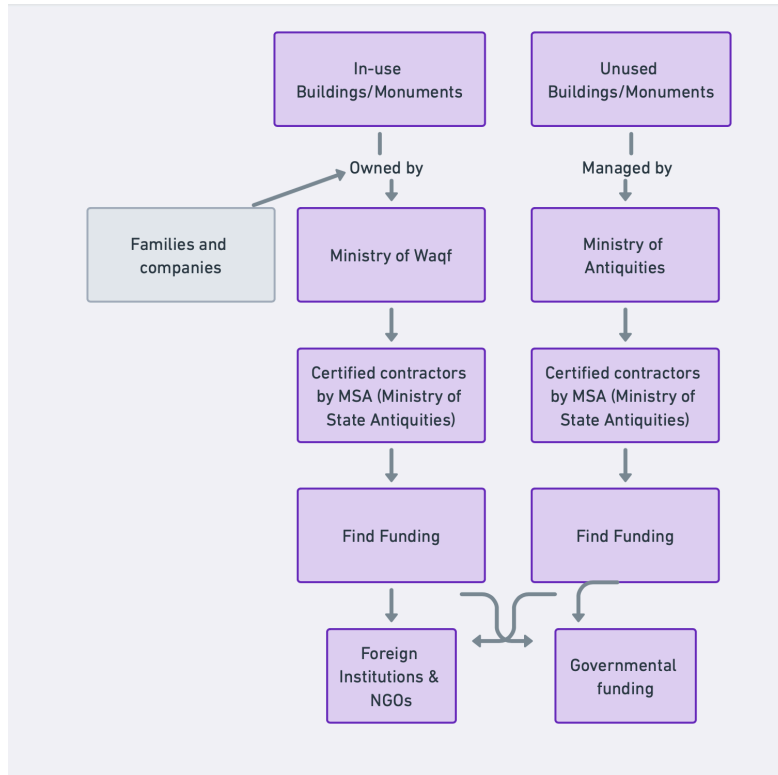 In-use
Buildings/Monuments
Unused
Buildings/Monuments
Owned by
Managed by
Families and
companies
Ministry of Waqf
Ministry of
Antiquities
Certified contractors
by MSA (Ministry of
State Antiquities)
Certified contractors
by MSA (Ministry of
State Antiquities)
Find Funding
Find Funding
Foreign
Institutions &
NGOs
Governmental
funding